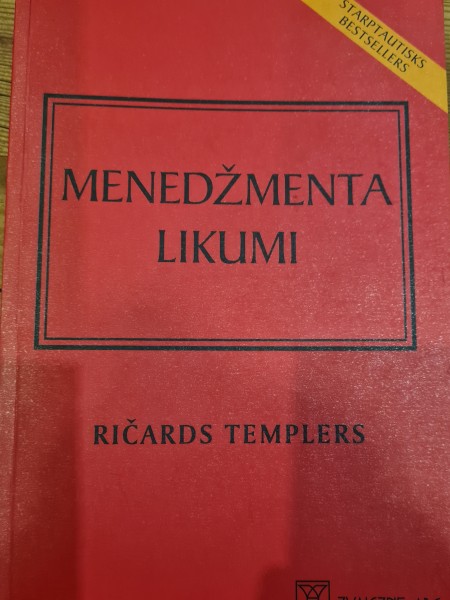 STARPTAUTISKS
BESTSELLERS
MENEDŽMENTA
LIKUMI
RIČARDS TEMPLERS